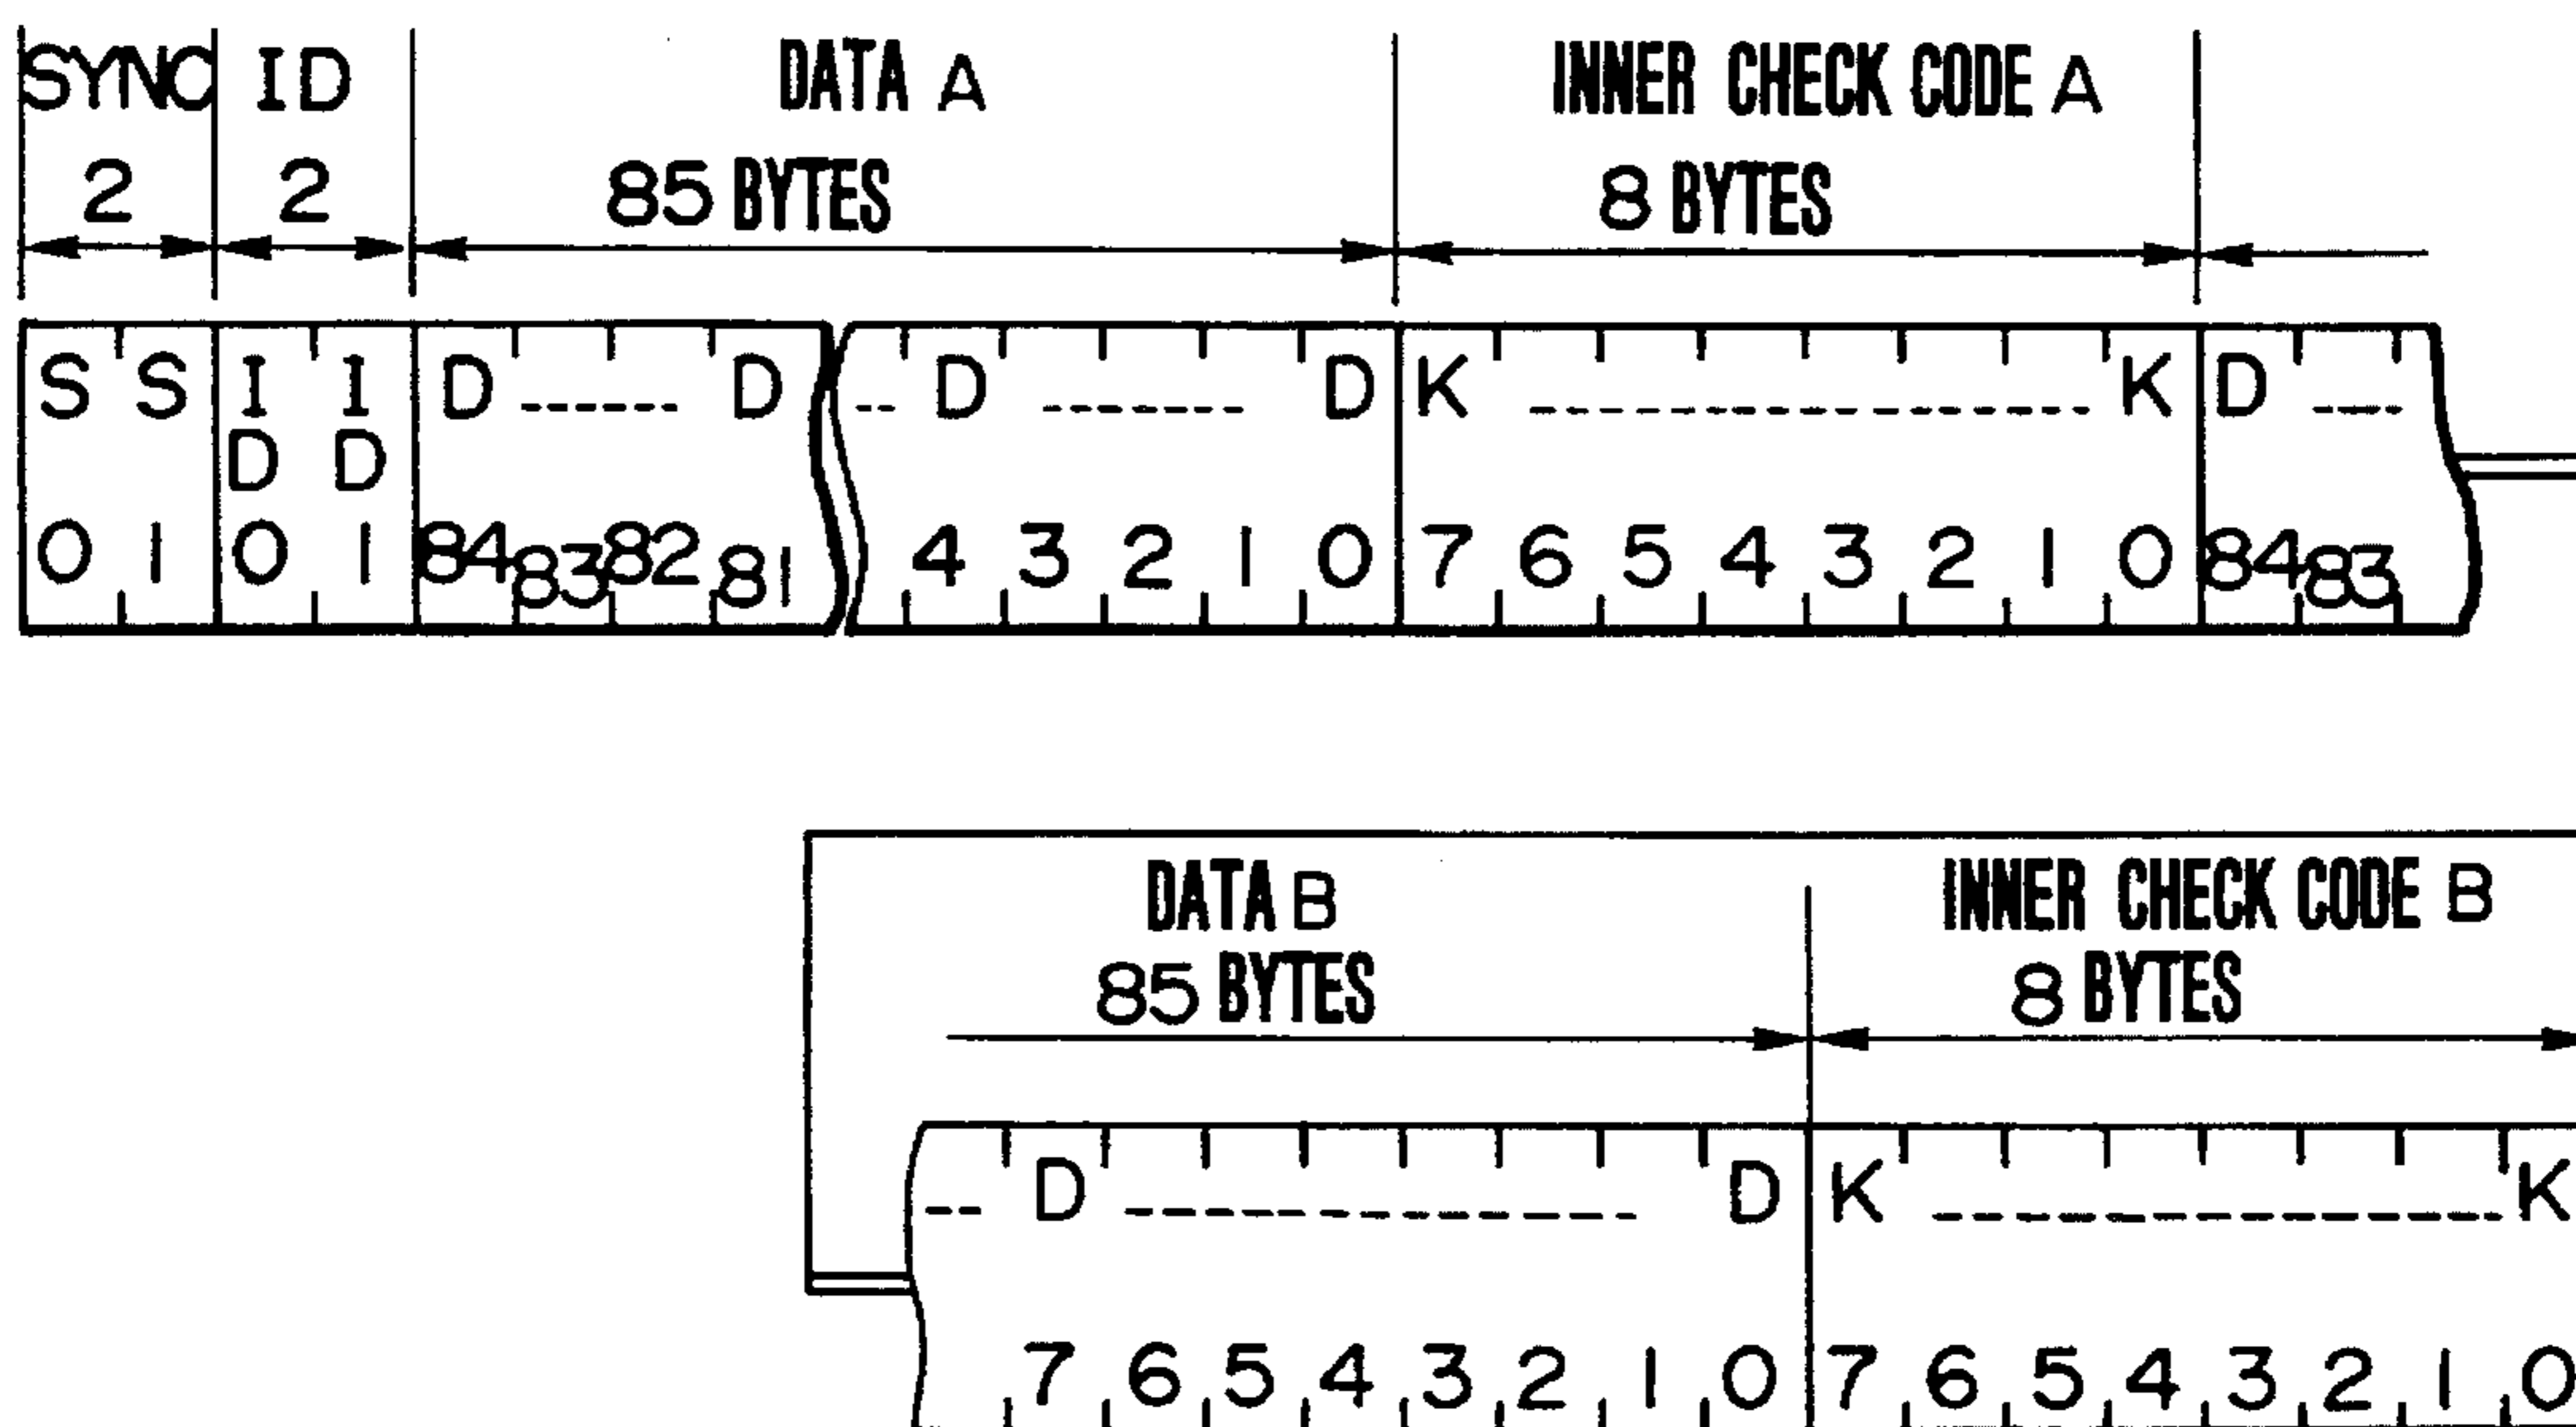 SYNC ID DATA A INNER CHECK CODE A
2 2 85 BYTES 8 BYTES
S S I I D D D D K K D
D D
0 1 0 1 84 83 82 81 4 3 2 1 0 7 6 5 4 3 2 1 0 84 83
DATA B INNER CHECK CODE B
85 BYTES 8 BYTES
D D K K
7 6 5 4 3 2 1 0 7 6 5 4 3 2 1 0